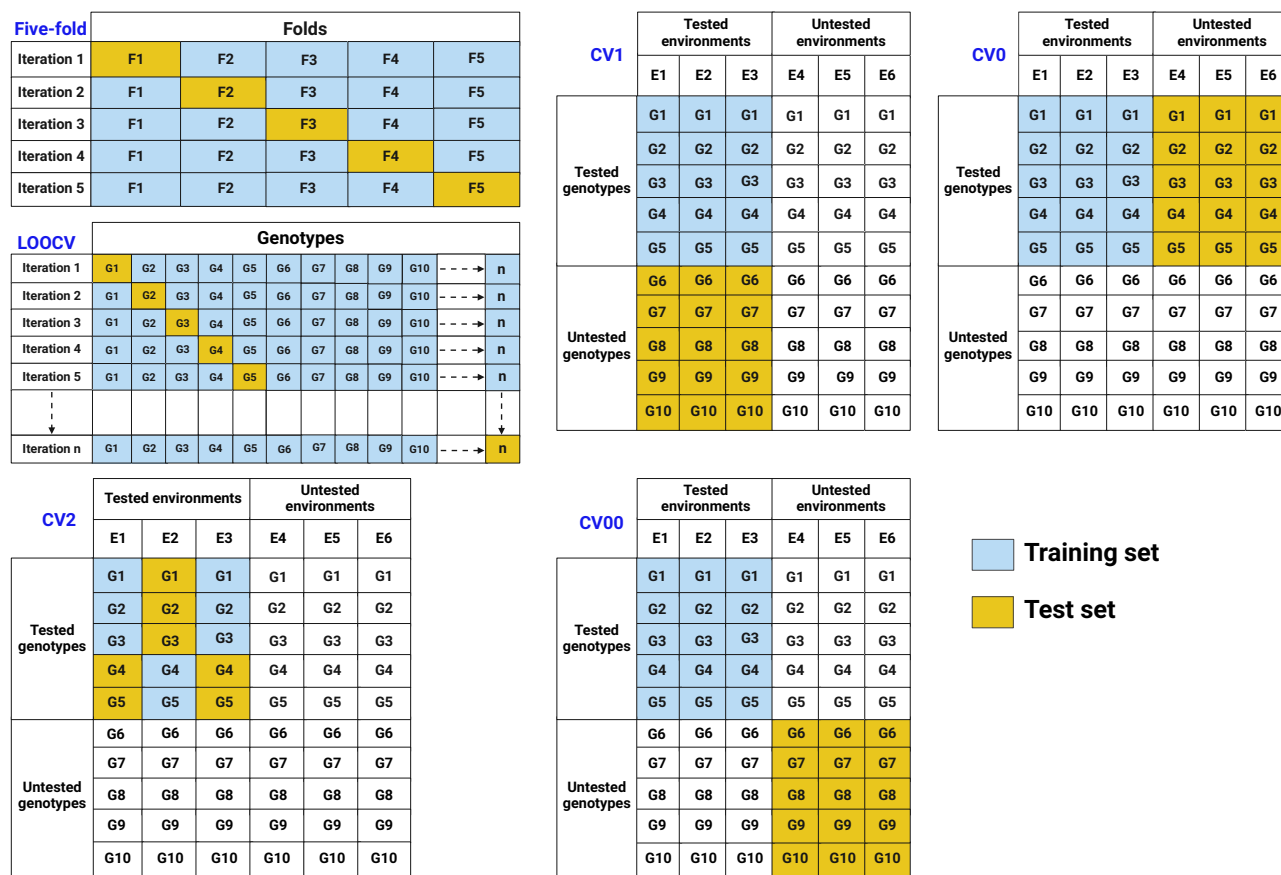 Five-fold Folds
Iteration 1 F1 F2 F3 F4 F5
Iteration 2 F1 F2 F3 F4 F5
Iteration 3 F1 F2 F3 F4 F5
Iteration 4 F1 F2 F3 F4 F5
Iteration 5 F1 F2 F3 F4 F5
LOOCV Genotypes
Iteration 1 G1 G2 G3 G4 G5 G6 G7 G8 G9 G10 n
Iteration 2 G1 G2 G3 G4 G5 G6 G7 G8 G9 G10 n
Iteration 3 G1 G2 G3 G4 G5 G6 G7 G8 G9 G10 n
Iteration 4 G1 G2 G3 G4 G5 G6 G7 G8 G9 G10 n
Iteration 5 G1 G2 G3 G4 G5 G6 G7 G8 G9 G10 n
Iteration n G1 G2 G3 G4 G5 G6 G7 G8 G9 G10 n
CV1
Tested environments
Untested environments
E1 E2 E3 E4 E5 E6
Tested genotypes
G1 G1 G1 G1 G1 G1
G2 G2 G2 G2 G2 G2
G3 G3 G3 G3 G3 G3
G4 G4 G4 G4 G4 G4
G5 G5 G5 G5 G5 G5
Untested genotypes
G6 G6 G6 G6 G6 G6
G7 G7 G7 G7 G7 G7
G8 G8 G8 G8 G8 G8
G9 G9 G9 G9 G9 G9
G10 G10 G10 G10 G10 G10
CV0
Tested environments
Untested environments
E1 E2 E3 E4 E5 E6
Tested genotypes
G1 G1 G1 G1 G1 G1
G2 G2 G2 G2 G2 G2
G3 G3 G3 G3 G3 G3
G4 G4 G4 G4 G4 G4
G5 G5 G5 G5 G5 G5
Untested genotypes
G6 G6 G6 G6 G6 G6
G7 G7 G7 G7 G7 G7
G8 G8 G8 G8 G8 G8
G9 G9 G9 G9 G9 G9
G10 G10 G10 G10 G10 G10
CV2
Tested environments
Untested environments
E1 E2 E3 E4 E5 E6
Tested genotypes
G1 G1 G1 G1 G1 G1
G2 G2 G2 G2 G2 G2
G3 G3 G3 G3 G3 G3
G4 G4 G4 G4 G4 G4
G5 G5 G5 G5 G5 G5
Untested genotypes
G6 G6 G6 G6 G6 G6
G7 G7 G7 G7 G7 G7
G8 G8 G8 G8 G8 G8
G9 G9 G9 G9 G9 G9
G10 G10 G10 G10 G10 G10
CV00
Tested environments
Untested environments
E1 E2 E3 E4 E5 E6
Tested genotypes
G1 G1 G1 G1 G1 G1
G2 G2 G2 G2 G2 G2
G3 G3 G3 G3 G3 G3
G4 G4 G4 G4 G4 G4
G5 G5 G5 G5 G5 G5
Untested genotypes
G6 G6 G6 G6 G6 G6
G7 G7 G7 G7 G7 G7
G8 G8 G8 G8 G8 G8
G9 G9 G9 G9 G9 G9
G10 G10 G10 G10 G10 G10
Training set
Test set